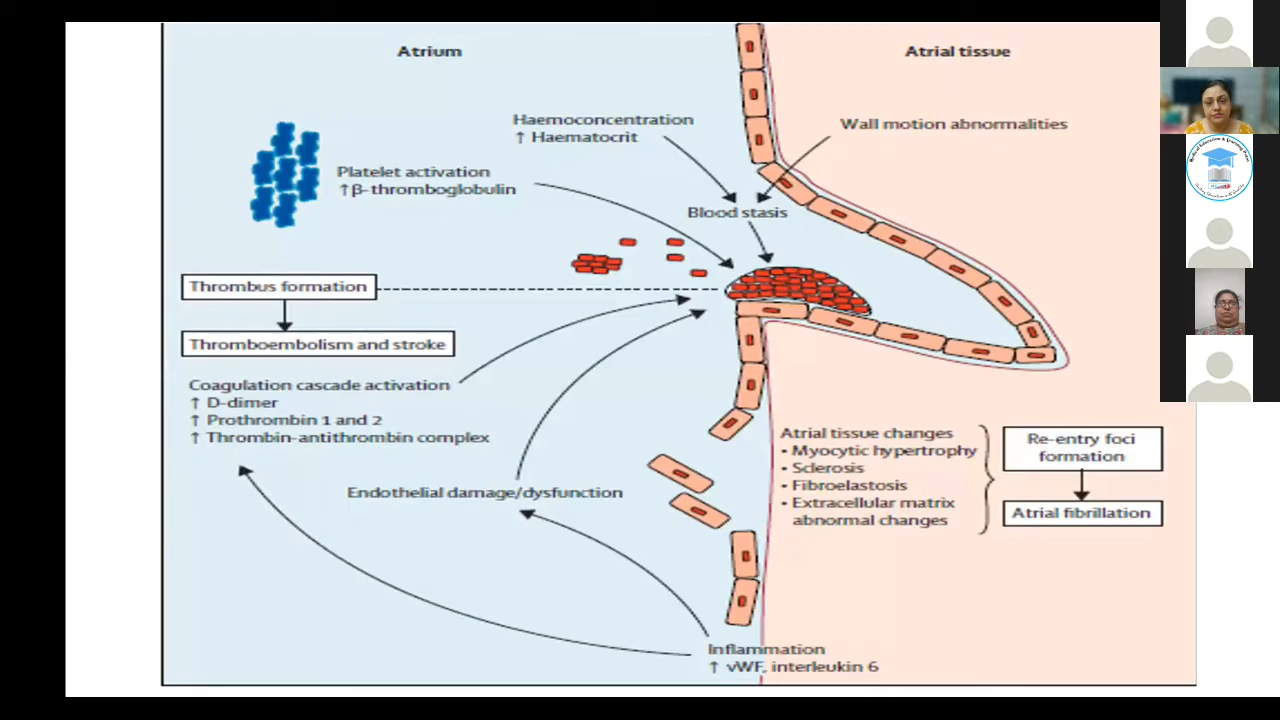 Atrium
Atrial tissue
Haemoconcentration
↑ Haematocrit
Wall motion abnormalities
Platelet activation
↑β-thromboglobulin
Blood stasis
Thrombus formation
Thromboembolism and stroke
Coagulation cascade activation
↑ D-dimer
↑ Prothrombin 1 and 2
↑ Thrombin-antithrombin complex
Endothelial damage/dysfunction
Atrial tissue changes
• Myocytic hypertrophy
• Sclerosis
• Fibroelastosis
• Extracellular matrix
abnormal changes
Re-entry foci
formation
Atrial fibrillation
Inflammation
↑ vWF, interleukin 6